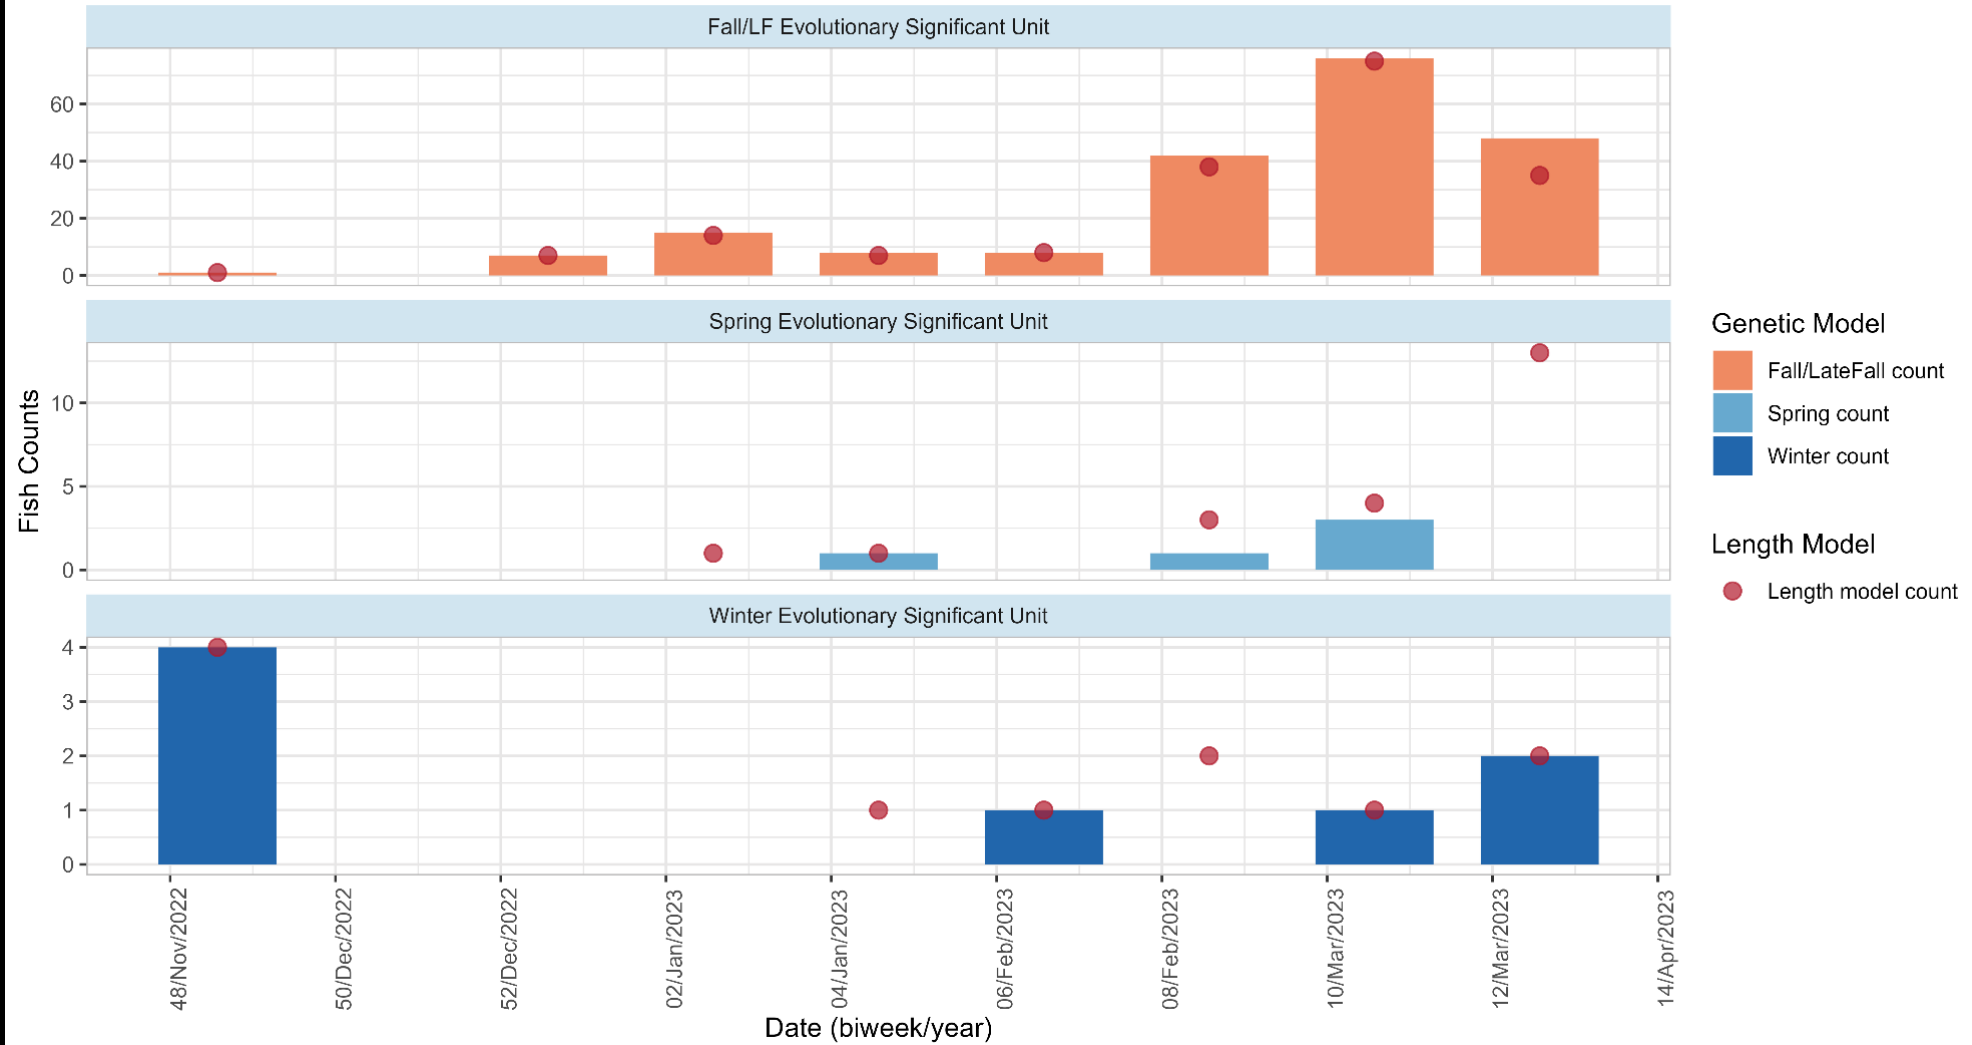 Fall/LF Evolutionary Significant Unit
60
40
20
0
Spring Evolutionary Significant Unit
10
5
0
Winter Evolutionary Significant Unit
4
3
2
1
0
Fish Counts
48/Nov/2022
50/Dec/2022
52/Dec/2022
02/Jan/2023
04/Jan/2023
06/Feb/2023
08/Feb/2023
10/Mar/2023
12/Mar/2023
14/Apr/2023
Date (biweek/year)
Genetic Model
Fall/LateFall count
Spring count
Winter count
Length Model
Length model count